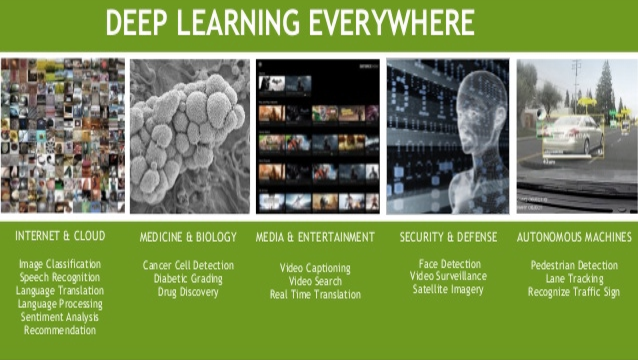 DEEP LEARNING EVERYWHERE
INTERNET & CLOUD
Image Classification
Speech Recognition
Language Translation
Language Processing
Sentiment Analysis
Recommendation
MEDICINE & BIOLOGY
Cancer Cell Detection
Diabetic Grading
Drug Discovery
MEDIA & ENTERTAINMENT
Video Captioning
Video Search
Real Time Translation
SECURITY & DEFENSE
Face Detection
Video Surveillance
Satellite Imagery
AUTONOMOUS MACHINES
Pedestrian Detection
Lane Tracking
Recognize Traffic Sign